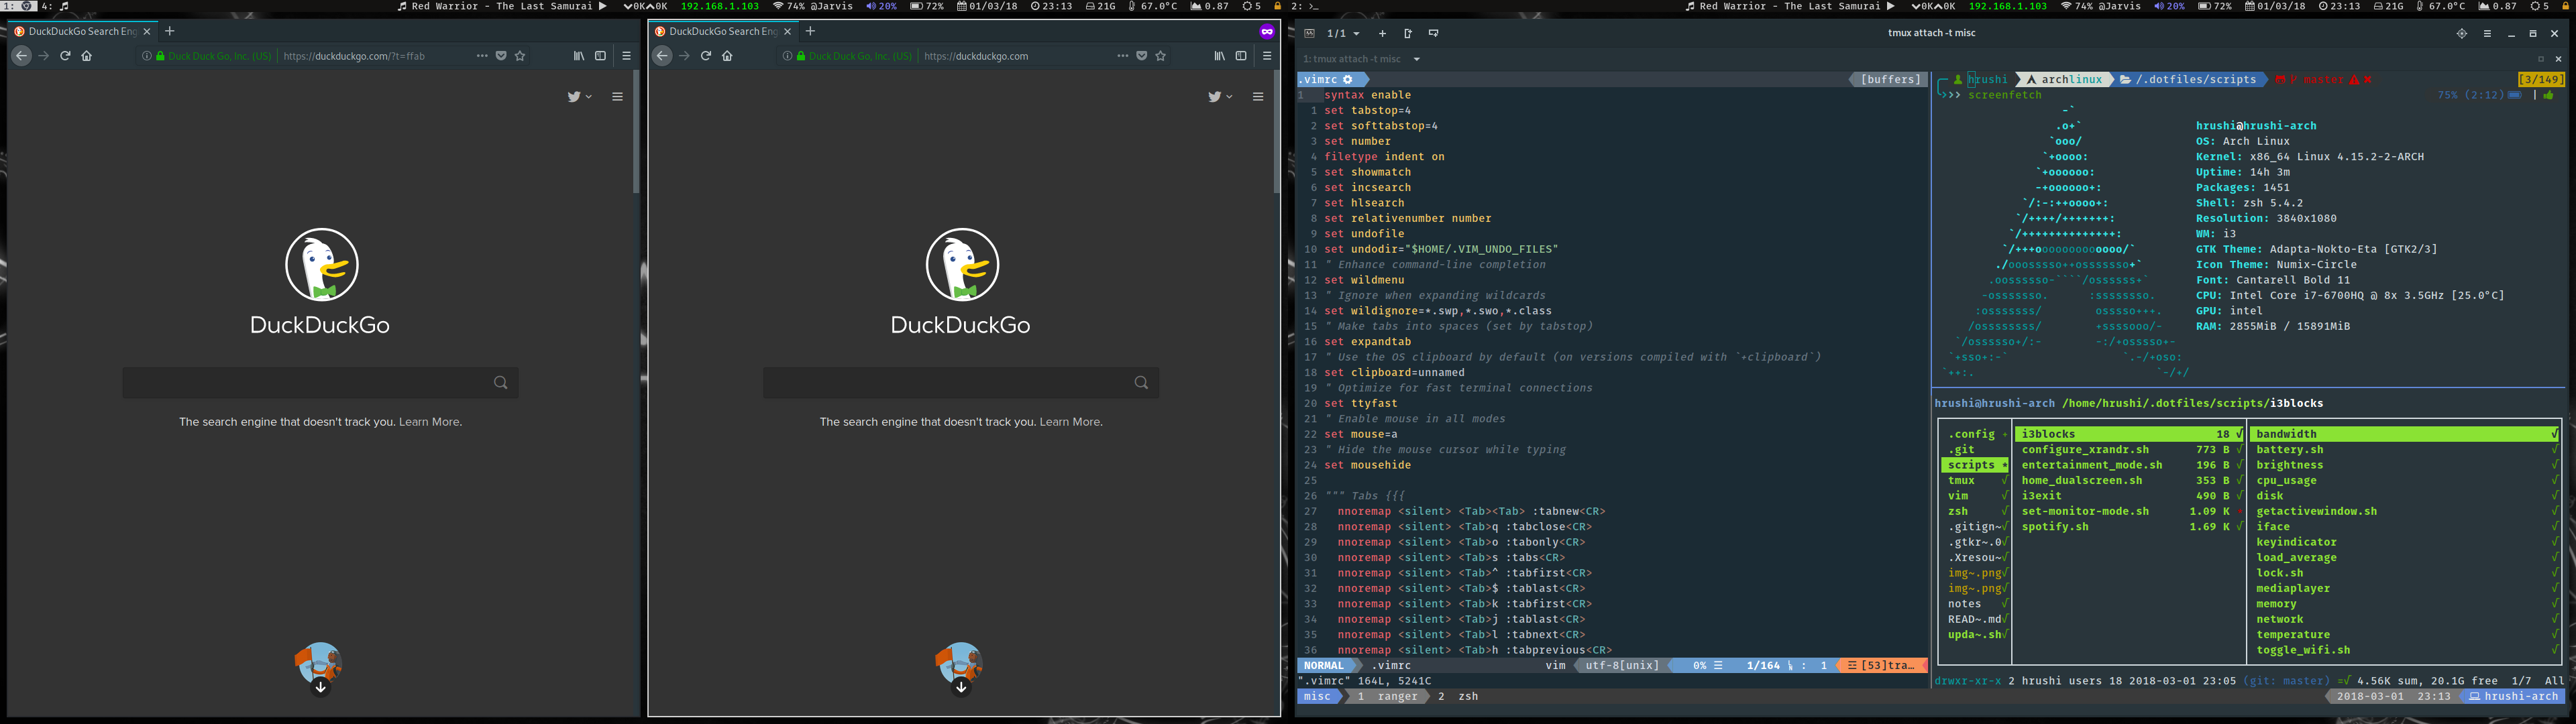 1: 4: Red Warrior - The Last Samurai 0K 0K 192.168.1.103 74% @Jarvis 20% 72% 01/03/18 23:13 21G 67.0°C 0.87 5 2: >_ Red Warrior - The Last Samurai 0K 0K 192.168.1.103 74% @Jarvis 20% 72% 01/03/18 23:13 21G 67.0°C 0.87 5
DuckDuckGo Search Eng
Duck Duck Go, Inc. (US) https://duckduckgo.com/?t=ffab
DuckDuckGo
The search engine that doesn't track you. Learn More.
DuckDuckGo Search Eng
Duck Duck Go, Inc. (US) https://duckduckgo.com
DuckDuckGo
The search engine that doesn't track you. Learn More.
1/1 tmux attach -t misc
1: tmux attach -t misc
.vimrc [buffers]
1 syntax enable
1 set tabstop=4
2 set softtabstop=4
3 set number
4 filetype indent on
5 set showmatch
6 set incsearch
7 set hlsearch
8 set relativenumber number
9 set undofile
10 set undodir="$HOME/.VIM_UNDO_FILES"
11 " Enhance command-line completion
12 set wildmenu
13 " Ignore when expanding wildcards
14 set wildignore=*.swp,*.swo,*.class
15 " Make tabs into spaces (set by tabstop)
16 set expandtab
17 " Use the OS clipboard by default (on versions compiled with `+clipboard`)
18 set clipboard=unnamed
19 " Optimize for fast terminal connections
20 set ttyfast
21 " Enable mouse in all modes
22 set mouse=a
23 " Hide the mouse cursor while typing
24 set mousehide
25
26 """ Tabs {{{
27 nnoremap <silent> <Tab><Tab> :tabnew<CR>
28 nnoremap <silent> <Tab>q :tabclose<CR>
29 nnoremap <silent> <Tab>o :tabonly<CR>
30 nnoremap <silent> <Tab>s :tabs<CR>
31 nnoremap <silent> <Tab>^ :tabfirst<CR>
32 nnoremap <silent> <Tab>$ :tablast<CR>
33 nnoremap <silent> <Tab>k :tabfirst<CR>
34 nnoremap <silent> <Tab>j :tablast<CR>
35 nnoremap <silent> <Tab>l :tabnext<CR>
36 nnoremap <silent> <Tab>h :tabprevious<CR>
NORMAL .vimrc vim utf-8[unix] 0% 1/164 : 1 [53]tra…
".vimrc" 164L, 5241C
misc 1 ranger 2 zsh
hrushi archlinux /.dotfiles/scripts master [3/149]
>>> screenfetch 75% (2:12) |
hrushi@hrushi-arch
OS: Arch Linux
Kernel: x86_64 Linux 4.15.2-2-ARCH
Uptime: 14h 3m
Packages: 1451
Shell: zsh 5.4.2
Resolution: 3840x1080
WM: i3
GTK Theme: Adapta-Nokto-Eta [GTK2/3]
Icon Theme: Numix-Circle
Font: Cantarell Bold 11
CPU: Intel Core i7-6700HQ @ 8x 3.5GHz [25.0°C]
GPU: intel
RAM: 2855MiB / 15891MiB
hrushi@hrushi-arch /home/hrushi/.dotfiles/scripts/i3blocks
.config i3blocks 18 √ bandwidth √
.git configure_xrandr.sh 773 B √ battery.sh √
scripts * entertainment_mode.sh 196 B √ brightness √
tmux √ home_dualscreen.sh 353 B √ cpu_usage √
vim √ i3exit 490 B √ disk √
zsh √ set-monitor-mode.sh 1.09 K getactivewindow.sh √
.gitign~√ spotify.sh 1.69 K √ iface √
.gtkr~.0√ keyindicator √
.Xresou~√ load_average √
img~.png√ lock.sh √
img~.png√ mediaplayer √
notes √ memory √
READ~.md√ network √
upda~.sh√ temperature √
toggle_wifi.sh √
drwxr-xr-x 2 hrushi users 18 2018-03-01 23:05 (git: master) =√ 4.56K sum, 20.1G free 1/7 All
2018-03-01 23:13 hrushi-arch